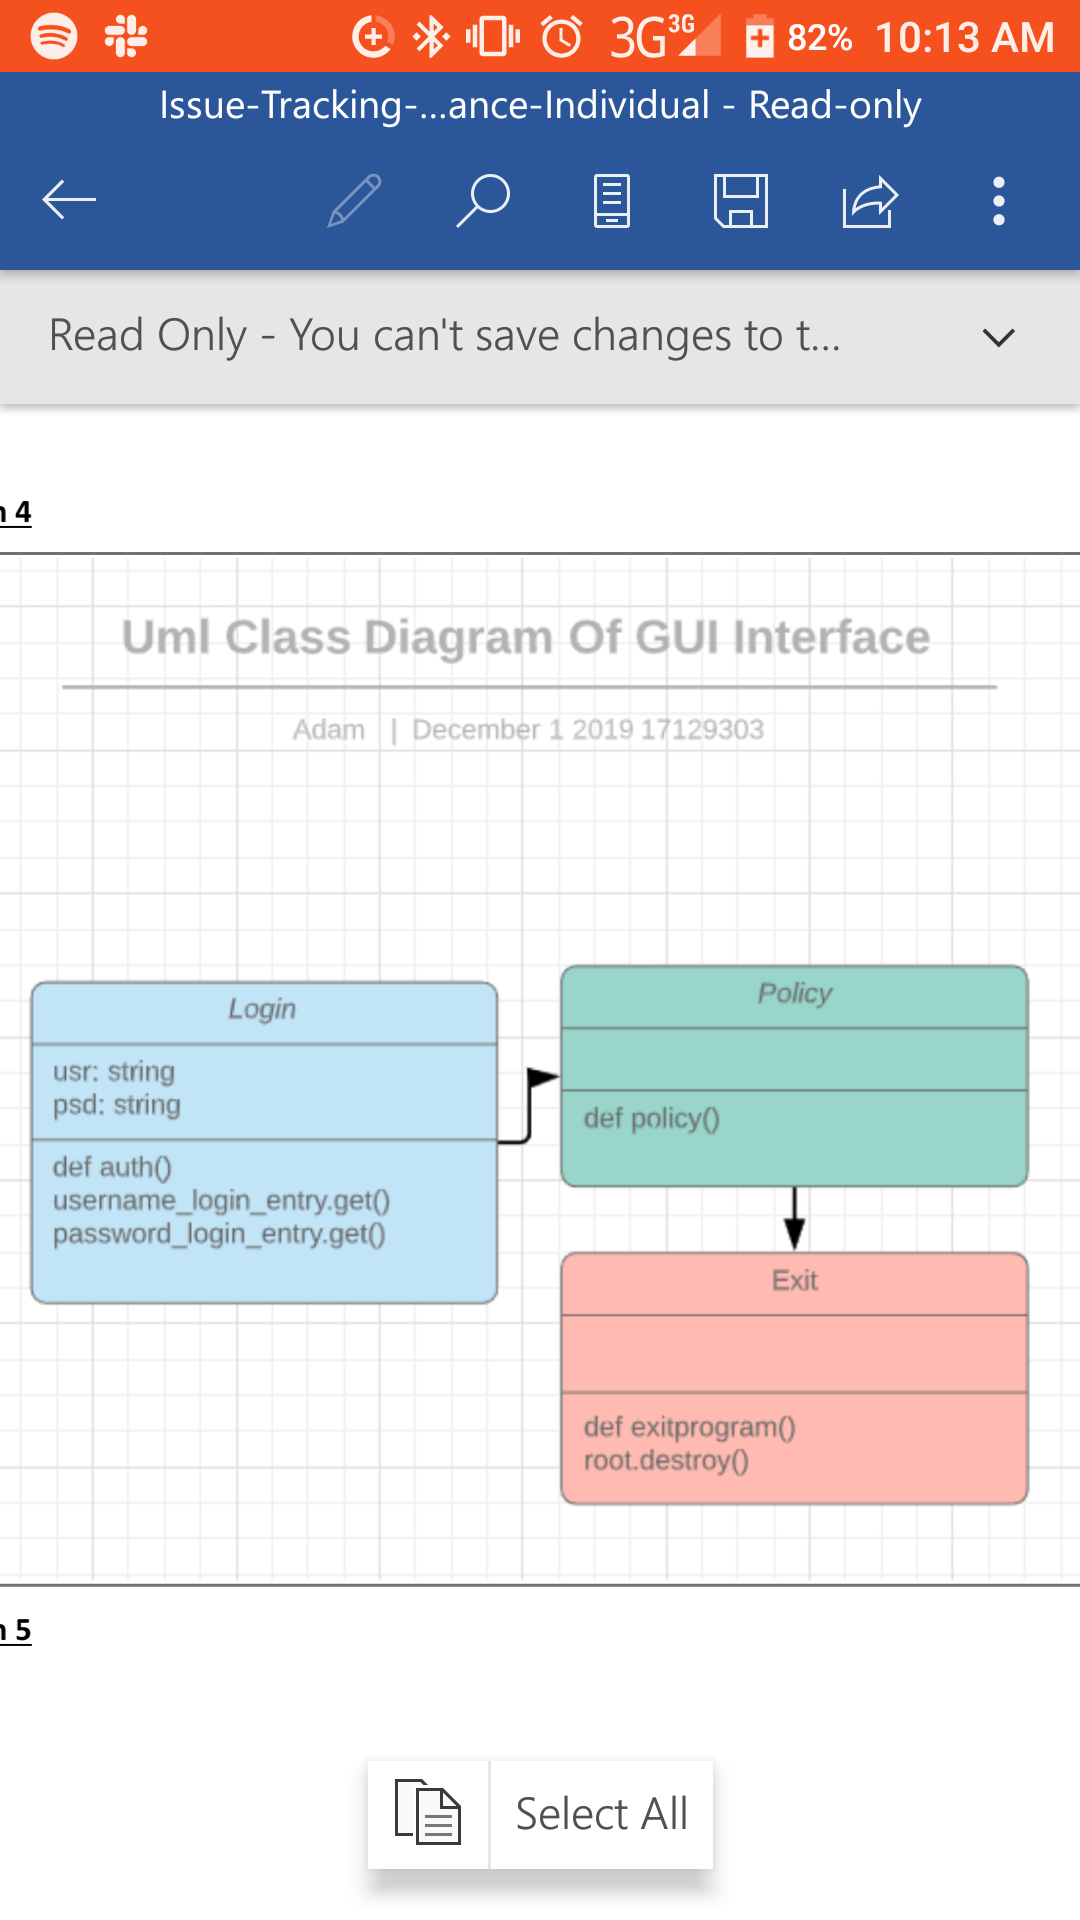 3G 3G 82% 10:13 AM
Issue-Tracking-...ance-Individual - Read-only
Read Only - You can't save changes to t...
n 4
Uml Class Diagram Of GUI Interface
Adam | December 1 2019 17129303
Login
usr: string
psd: string
def auth()
username_login_entry.get()
password_login_entry.get()
Policy
def policy()
Exit
def exitprogram()
root.destroy()
n 5
Select All